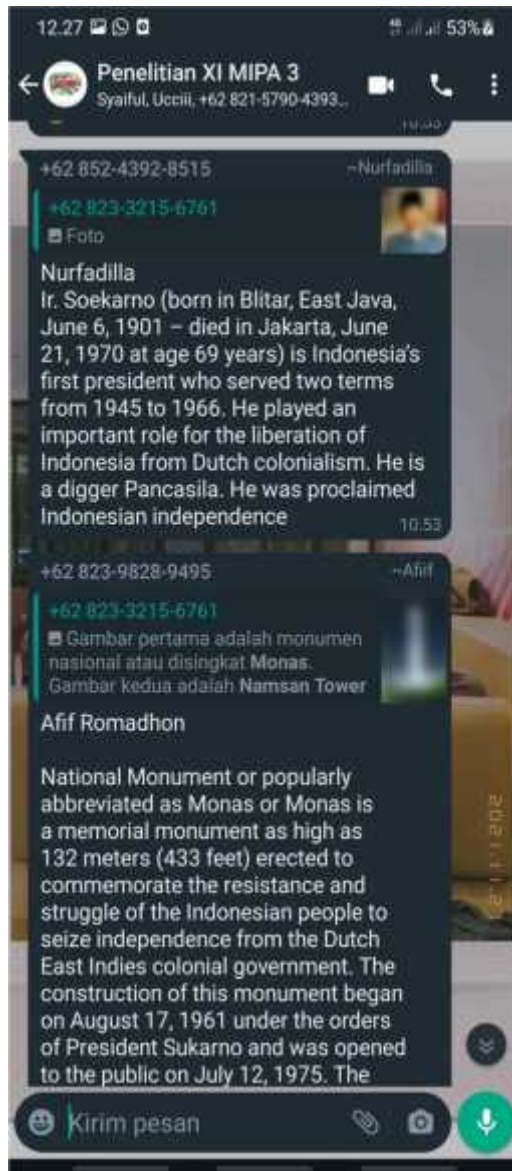 12.27
53%
Penelitian XI MIPA 3
Syaiful, Ucciii, +62 821-5790-4393...
+62 852-4392-8515
~Nurfadilla
+62 823-3215-6761
Foto
Nurfadilla
Ir. Soekarno (born in Blitar, East Java,
June 6, 1901 – died in Jakarta, June
21, 1970 at age 69 years) is Indonesia's
first president who served two terms
from 1945 to 1966. He played an
important role for the liberation of
Indonesia from Dutch colonialism. He is
a digger Pancasila. He was proclaimed
Indonesian independence
10.53
+62 823-9828-9495
~Afiif
+62 823-3215-6761
Gambar pertama adalah monumen
nasional atau disingkat Monas.
Gambar kedua adalah Namsan Tower
Afif Romadhon
National Monument or popularly
abbreviated as Monas or Monas is
a memorial monument as high as
132 meters (433 feet) erected to
commemorate the resistance and
struggle of the Indonesian people to
seize independence from the Dutch
East Indies colonial government. The
construction of this monument began
on August 17, 1961 under the orders
of President Sukarno and was opened
to the public on July 12, 1975. The
Kirim pesan